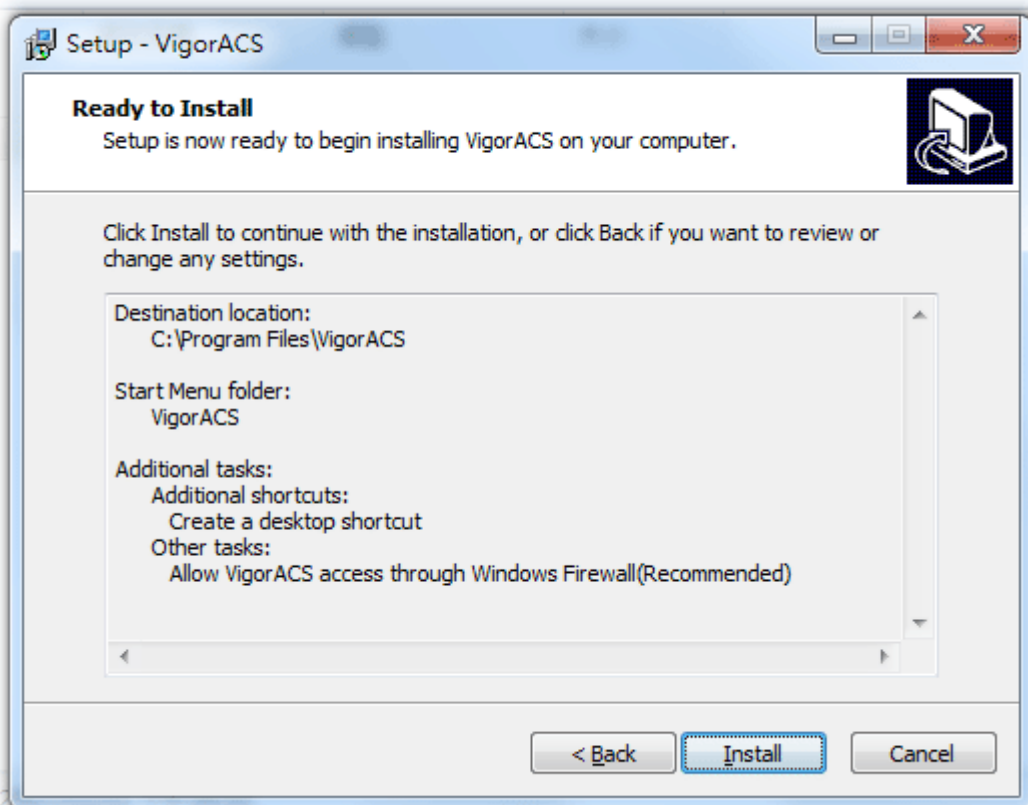 Setup - VigorACS
Ready to Install
Setup is now ready to begin installing VigorACS on your computer.
Click Install to continue with the installation, or click Back if you want to review or
change any settings.
Destination location:
C:\Program Files\VigorACS
Start Menu folder:
VigorACS
Additional tasks:
Additional shortcuts:
Create a desktop shortcut
Other tasks:
Allow VigorACS access through Windows Firewall(Recommended)
< Back
Install
Cancel